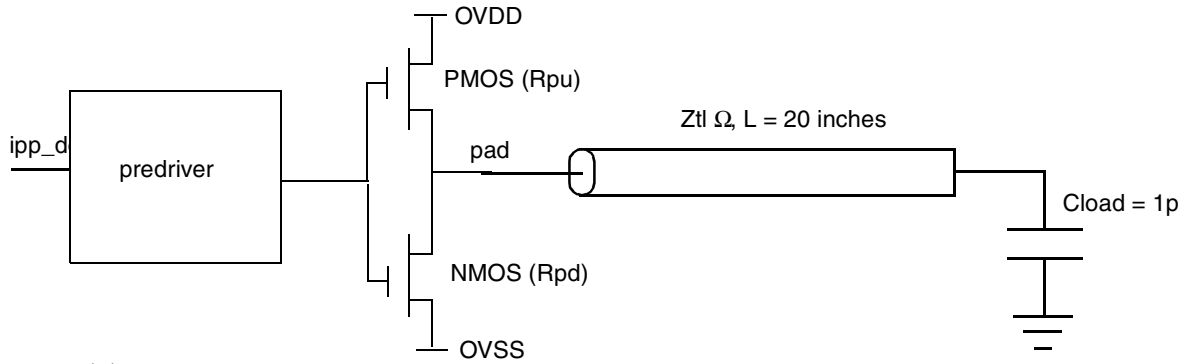 OVDD
PMOS (Rpu)
Ztl Ω, L = 20 inches
ipp_d
predriver
pad
Cload = 1p
NMOS (Rpd)
OVSS